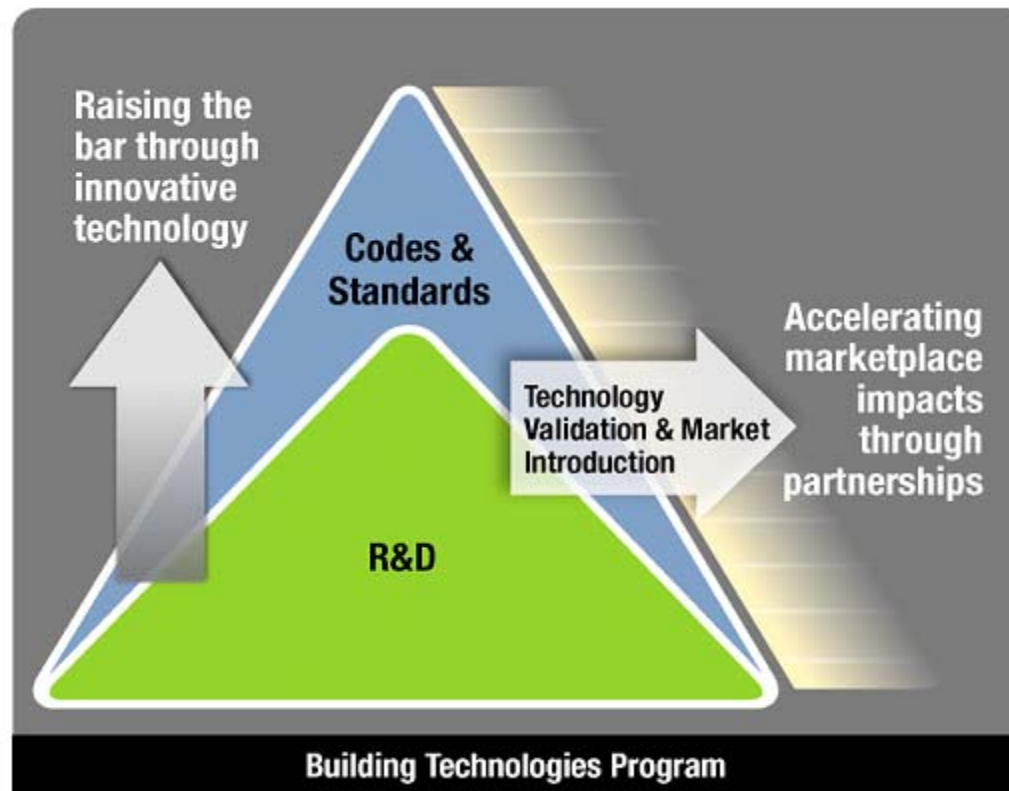 Raising the
bar through
innovative
technology
Codes &
Standards
Accelerating
marketplace
impacts
through
partnerships
Technology
Validation & Market
Introduction
R&D
Building Technologies Program